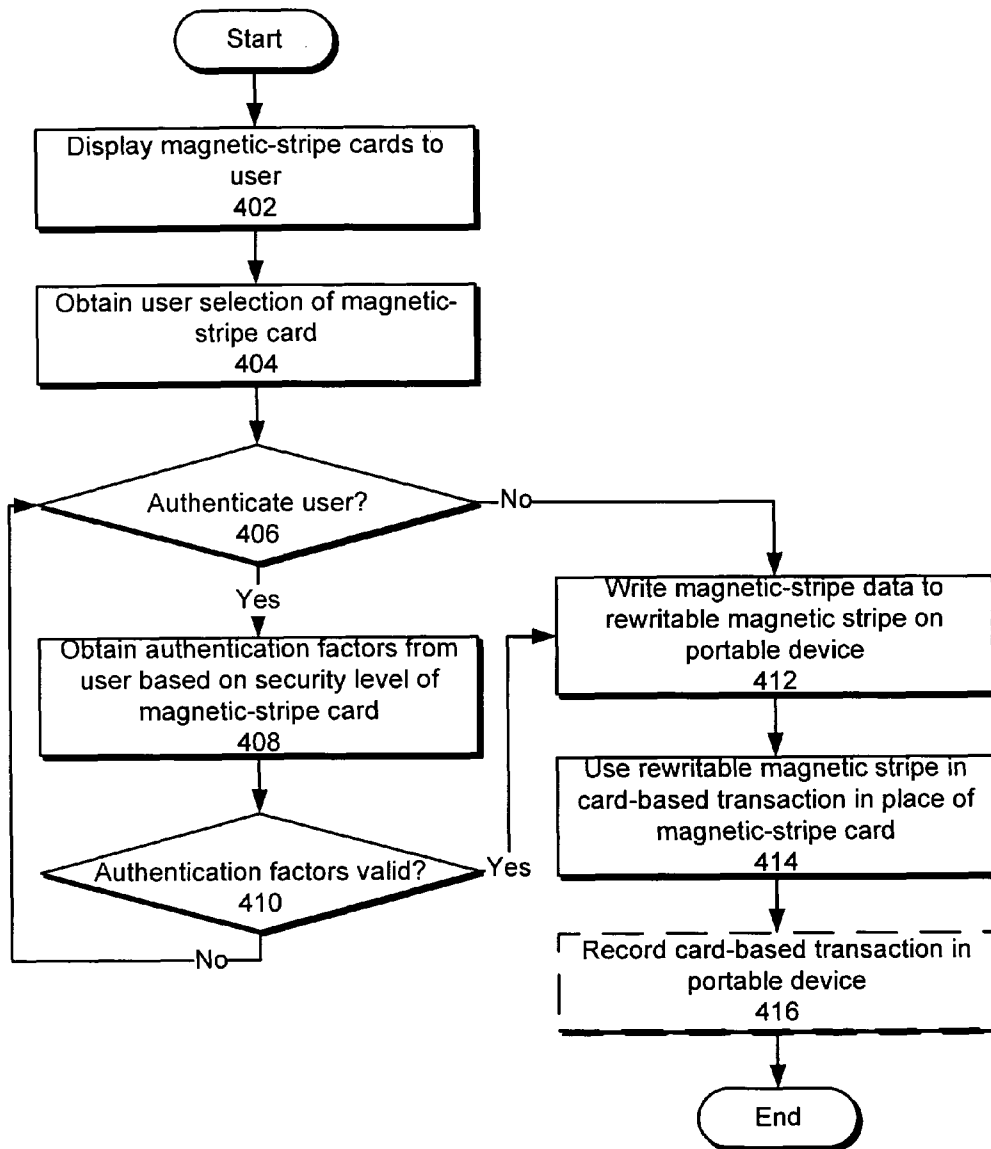 Start
Display magnetic-stripe cards to
user
402
Obtain user selection of magnetic-
stripe card
404
Authenticate user?
406
No
Yes
Obtain authentication factors from
user based on security level of
magnetic-stripe card
408
Authentication factors valid?
410
Yes
No
Write magnetic-stripe data to
rewritable magnetic stripe on
portable device
412
Use rewritable magnetic stripe in
card-based transaction in place of
magnetic-stripe card
414
Record card-based transaction in
portable device
416
End